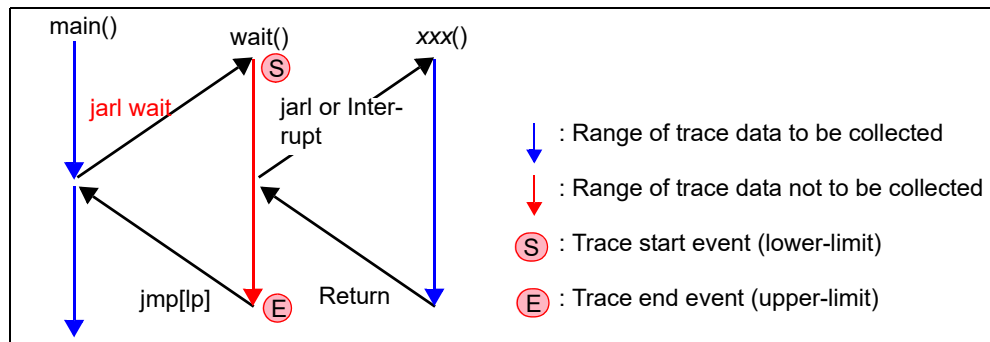 main()
wait()
xxx()
S
jarl wait
jarl or Inter-
rupt
: Range of trace data to be collected
: Range of trace data not to be collected
S : Trace start event (lower-limit)
jmp[lp]
Return
E
E : Trace end event (upper-limit)